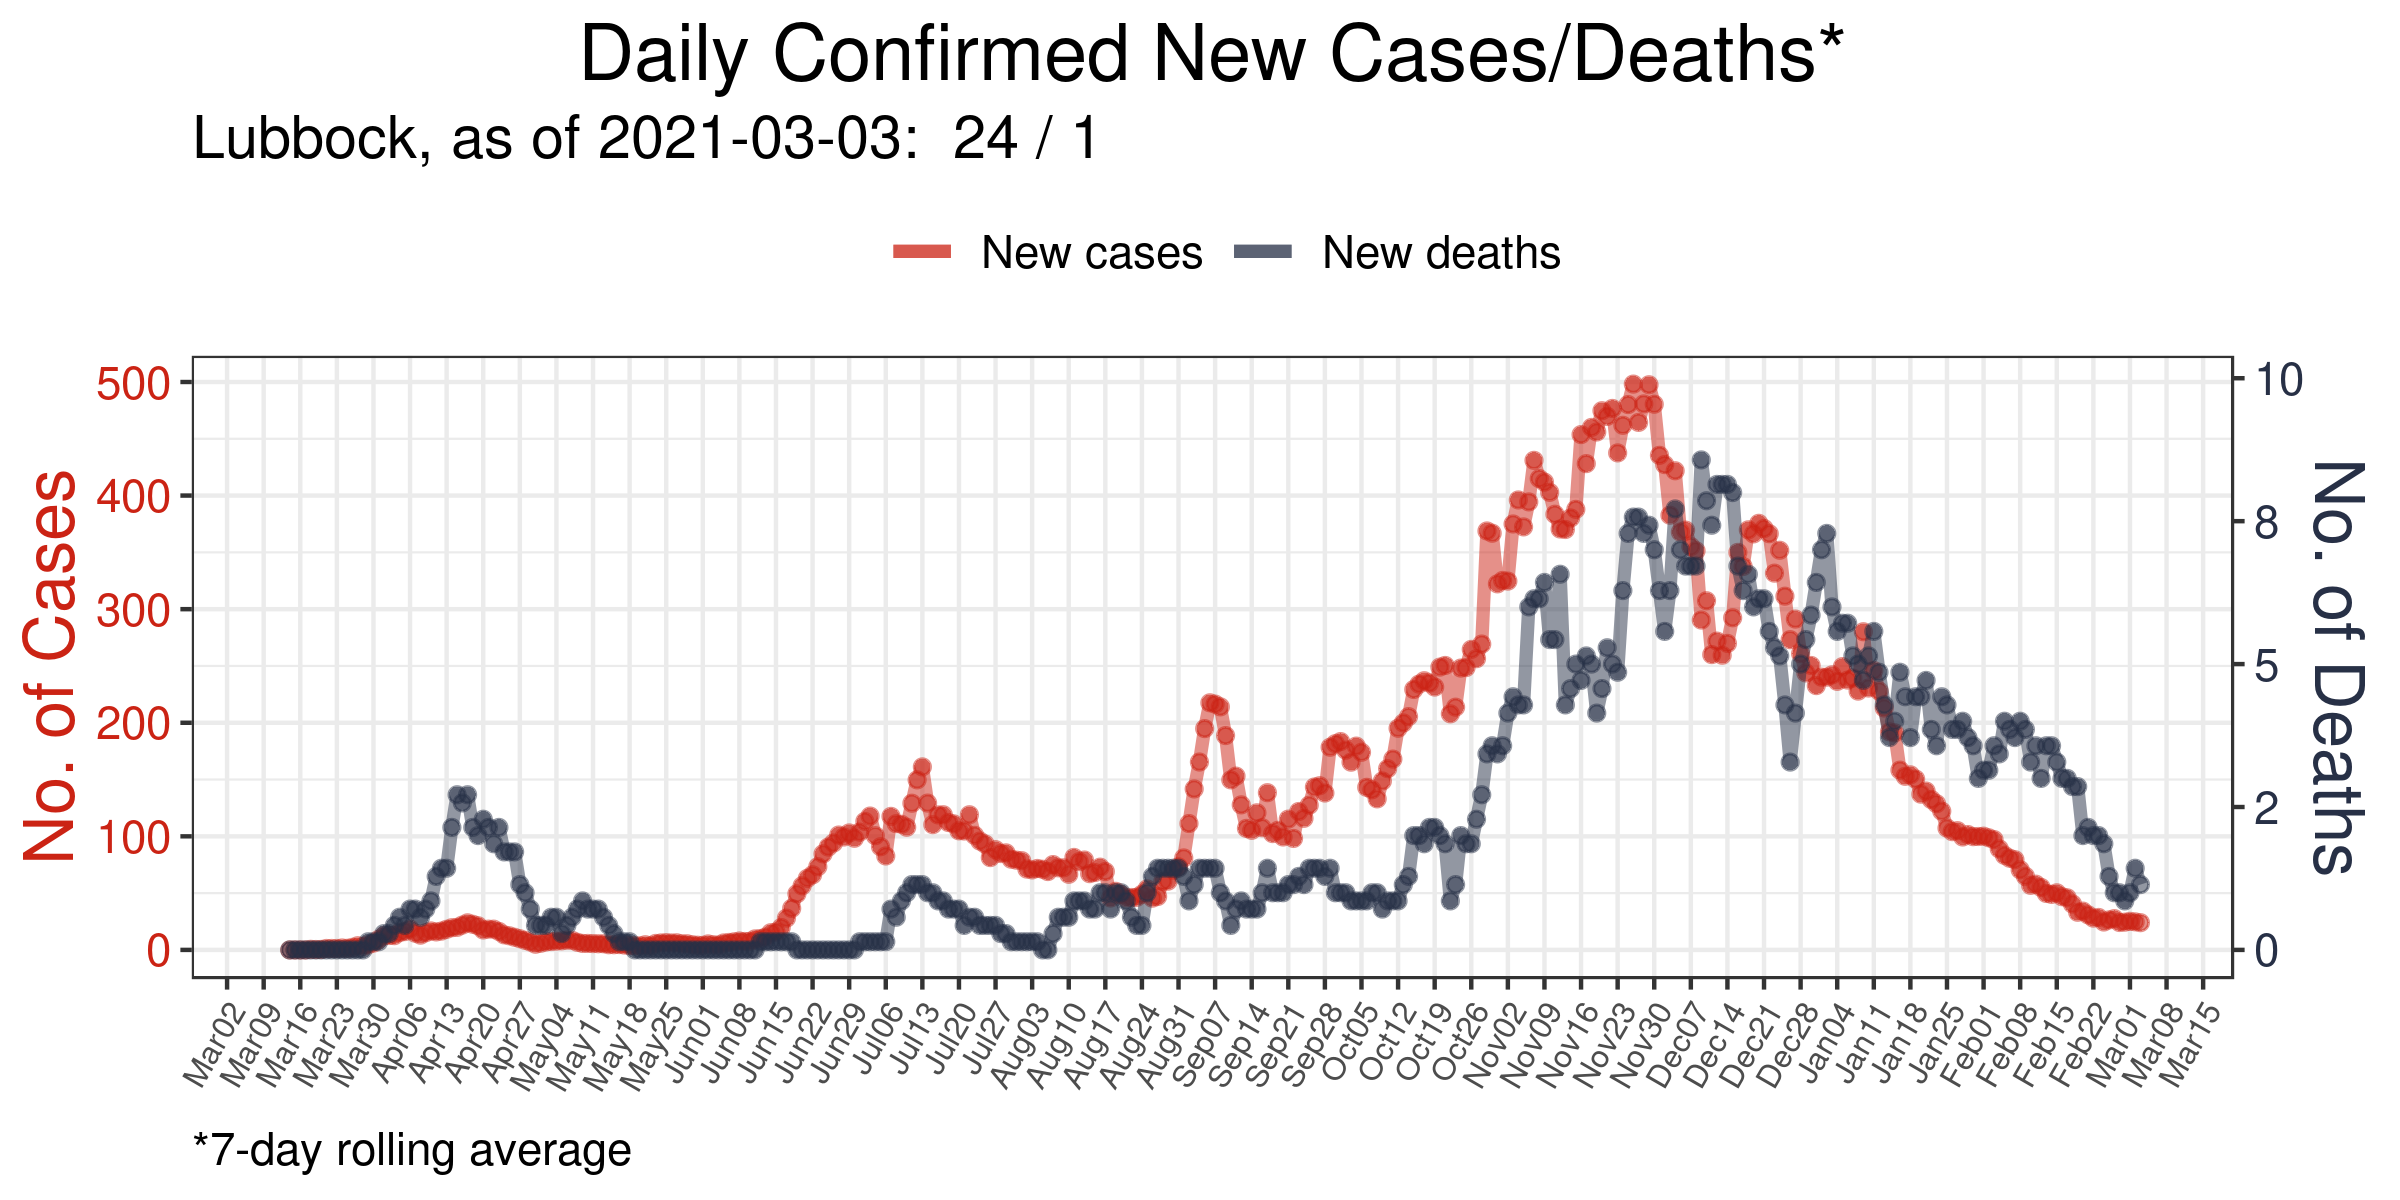 Daily Confirmed New Cases/Deaths*
Lubbock, as of 2021-03-03:  24 / 1
New cases
New deaths
No. of Cases
500
400
300
200
100
0
10
8
5
2
0
No. of Deaths
Mar02
Mar09
Mar16
Mar23
Mar30
Apr06
Apr13
Apr20
Apr27
May04
May11
May18
May25
Jun01
Jun08
Jun15
Jun22
Jun29
Jul06
Jul13
Jul20
Jul27
Aug03
Aug10
Aug17
Aug24
Aug31
Sep07
Sep14
Sep21
Sep28
Oct05
Oct12
Oct19
Oct26
Nov02
Nov09
Nov16
Nov23
Nov30
Dec07
Dec14
Dec21
Dec28
Jan04
Jan11
Jan18
Jan25
Feb01
Feb08
Feb15
Feb22
Mar01
Mar08
Mar15
*7-day rolling average